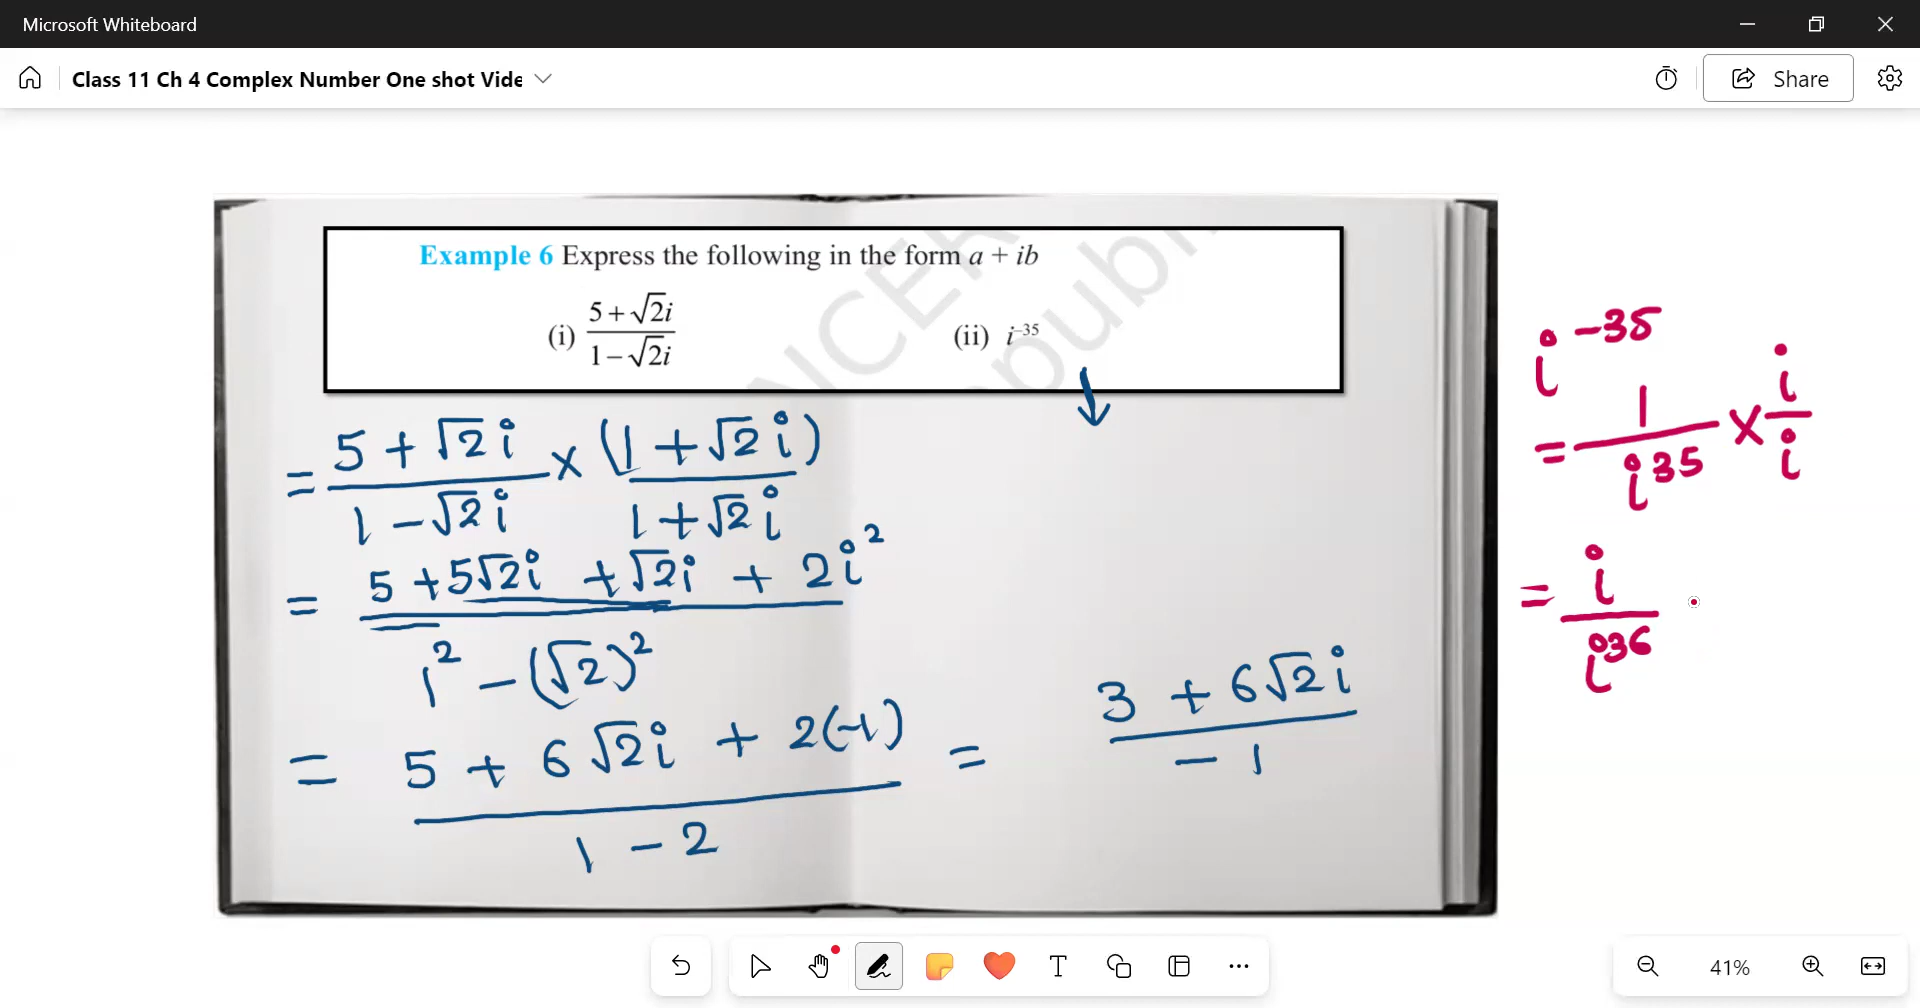 Microsoft Whiteboard
Class 11 Ch 4 Complex Number One shot Vide
Share
Example 6 Express the following in the form a + ib
(i) (5+√2i)/(1−√2i) (ii) i⁻³⁵
= (5 + √2i)/(1 − √2i) × (1 + √2i)/(1 + √2i)
= (5 + 5√2i + √2i + 2i²)/(1² − (√2)²)
= (5 + 6√2i + 2(-1))/(1 − 2) = (3 + 6√2i)/(−1)
i⁻³⁵
= 1/i³⁵ × i/i
= i/i³⁶
41%